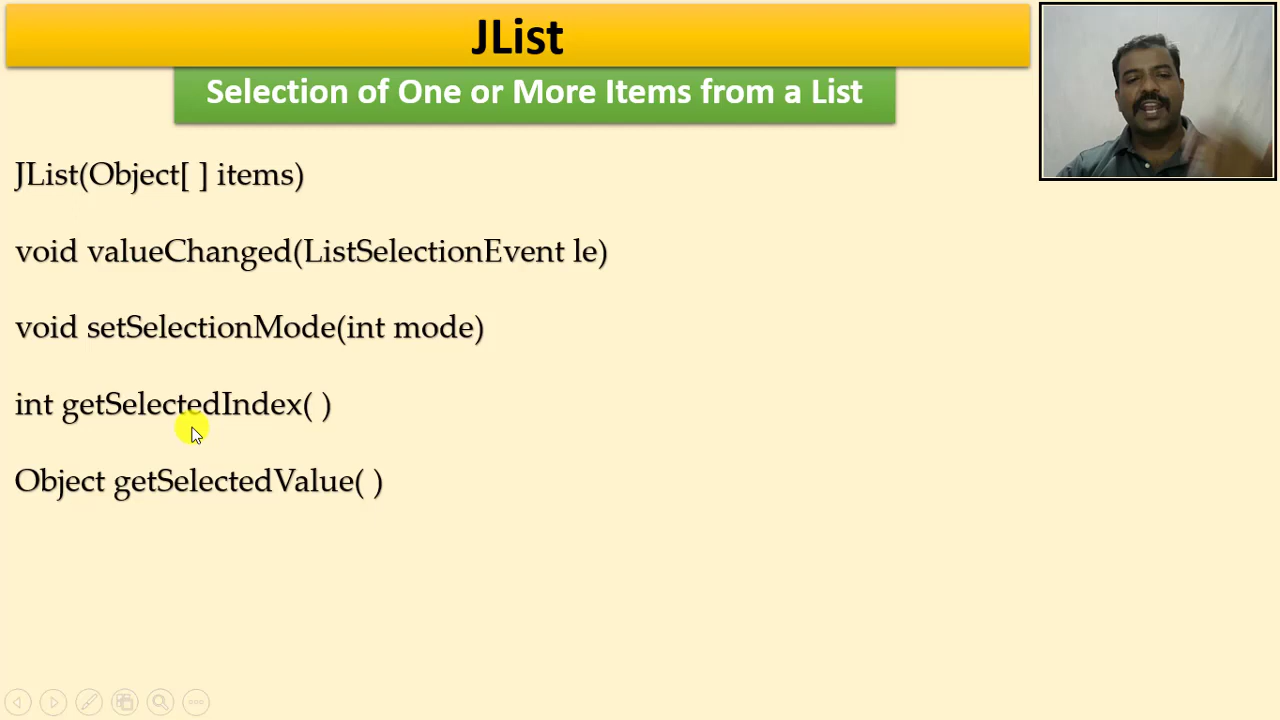 JList
Selection of One or More Items from a List
JList(Object[ ] items)
void valueChanged(ListSelectionEvent le)
void setSelectionMode(int mode)
int getSelectedIndex( )
Object getSelectedValue( )